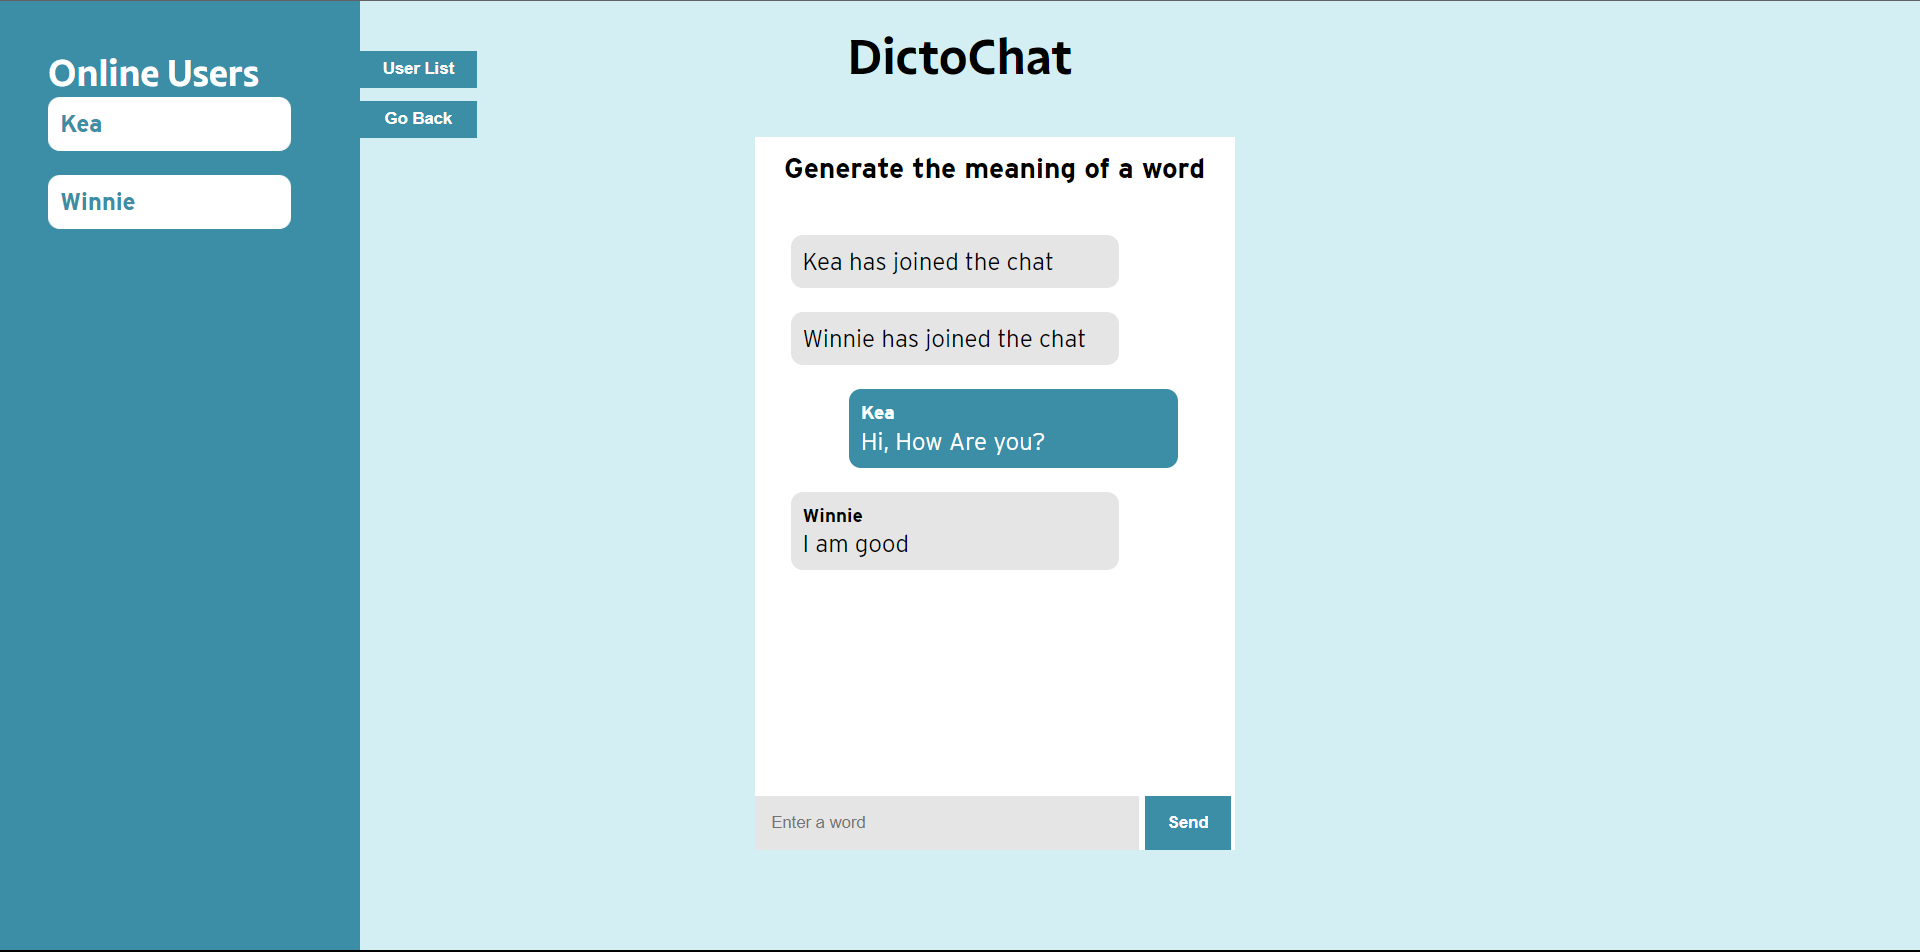 Online Users
Kea
Winnie
User List
Go Back
DictoChat
Generate the meaning of a word
Kea has joined the chat
Winnie has joined the chat
Kea
Hi, How Are you?
Winnie
I am good
Enter a word
Send